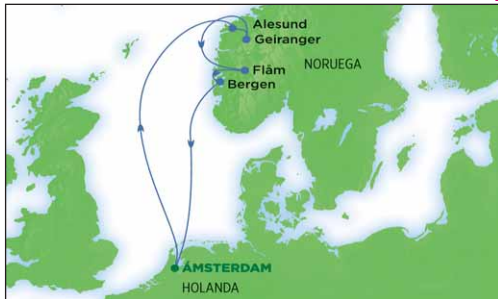 Alesund
Geiranger
Flåm
NORUEGA
Bergen
ÁMSTERDAM
HOLANDA